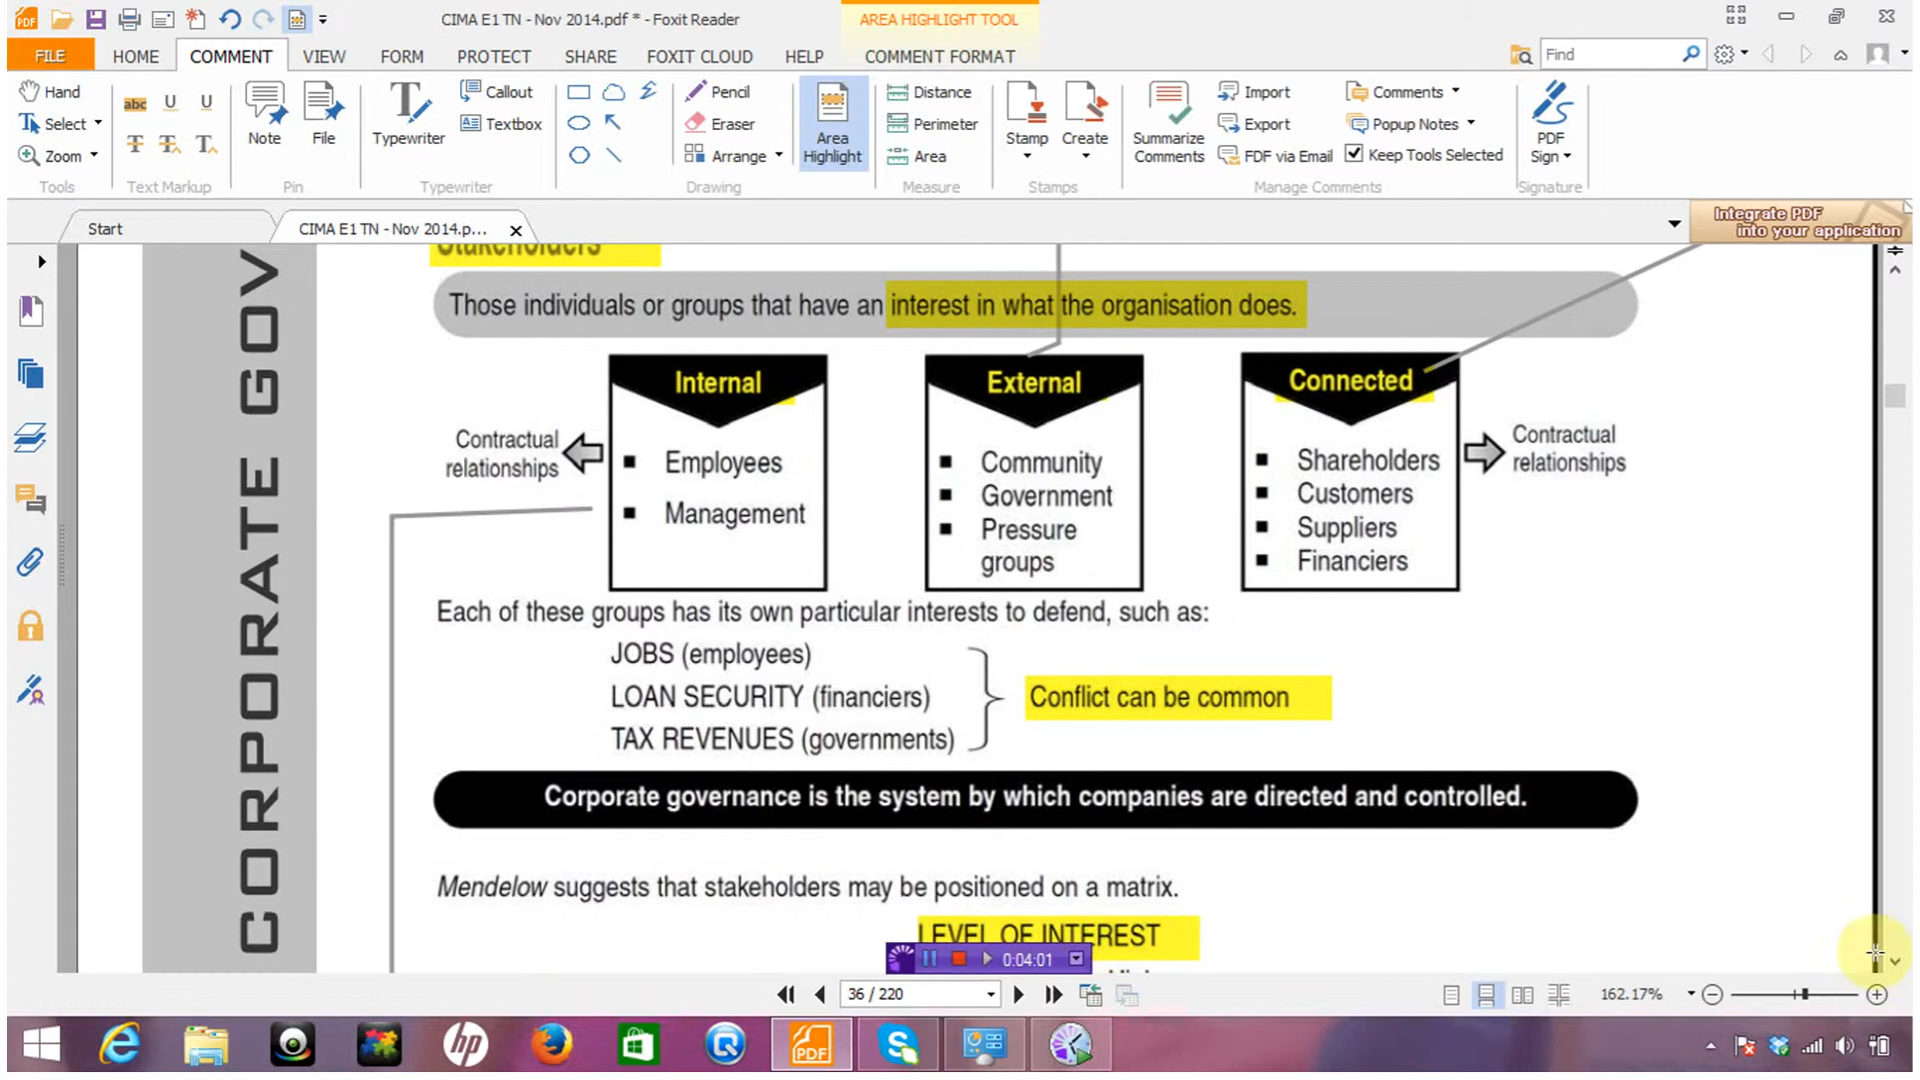 CIMA E1 TN - Nov 2014.pdf * - Foxit Reader
AREA HIGHLIGHT TOOL
FILE HOME COMMENT VIEW FORM PROTECT SHARE FOXIT CLOUD HELP COMMENT FORMAT
Find
Hand
Select
Zoom
Tools
abc U U
T T T
Text Markup
Note
File
Pin
Typewriter
Callout
Textbox
Typewriter
Pencil
Eraser
Arrange
Drawing
Area
Highlight
Distance
Perimeter
Area
Measure
Stamp
Create
Stamps
Summarize
Comments
Import
Export
FDF via Email
Comments
Popup Notes
Keep Tools Selected
Manage Comments
PDF
Sign
Signature
Start
CIMA E1 TN - Nov 2014.p...
Integrate PDF
into your application
CORPORATE GOV
Stakeholders
Those individuals or groups that have an interest in what the organisation does.
Internal
Contractual
relationships
Employees
Management
External
Community
Government
Pressure
groups
Connected
Shareholders
Customers
Suppliers
Financiers
Contractual
relationships
Each of these groups has its own particular interests to defend, such as:
JOBS (employees)
LOAN SECURITY (financiers)
TAX REVENUES (governments)
Conflict can be common
Corporate governance is the system by which companies are directed and controlled.
Mendelow suggests that stakeholders may be positioned on a matrix.
LEVEL OF INTEREST
0:04:01
36 / 220
162.17%
hp
PDF